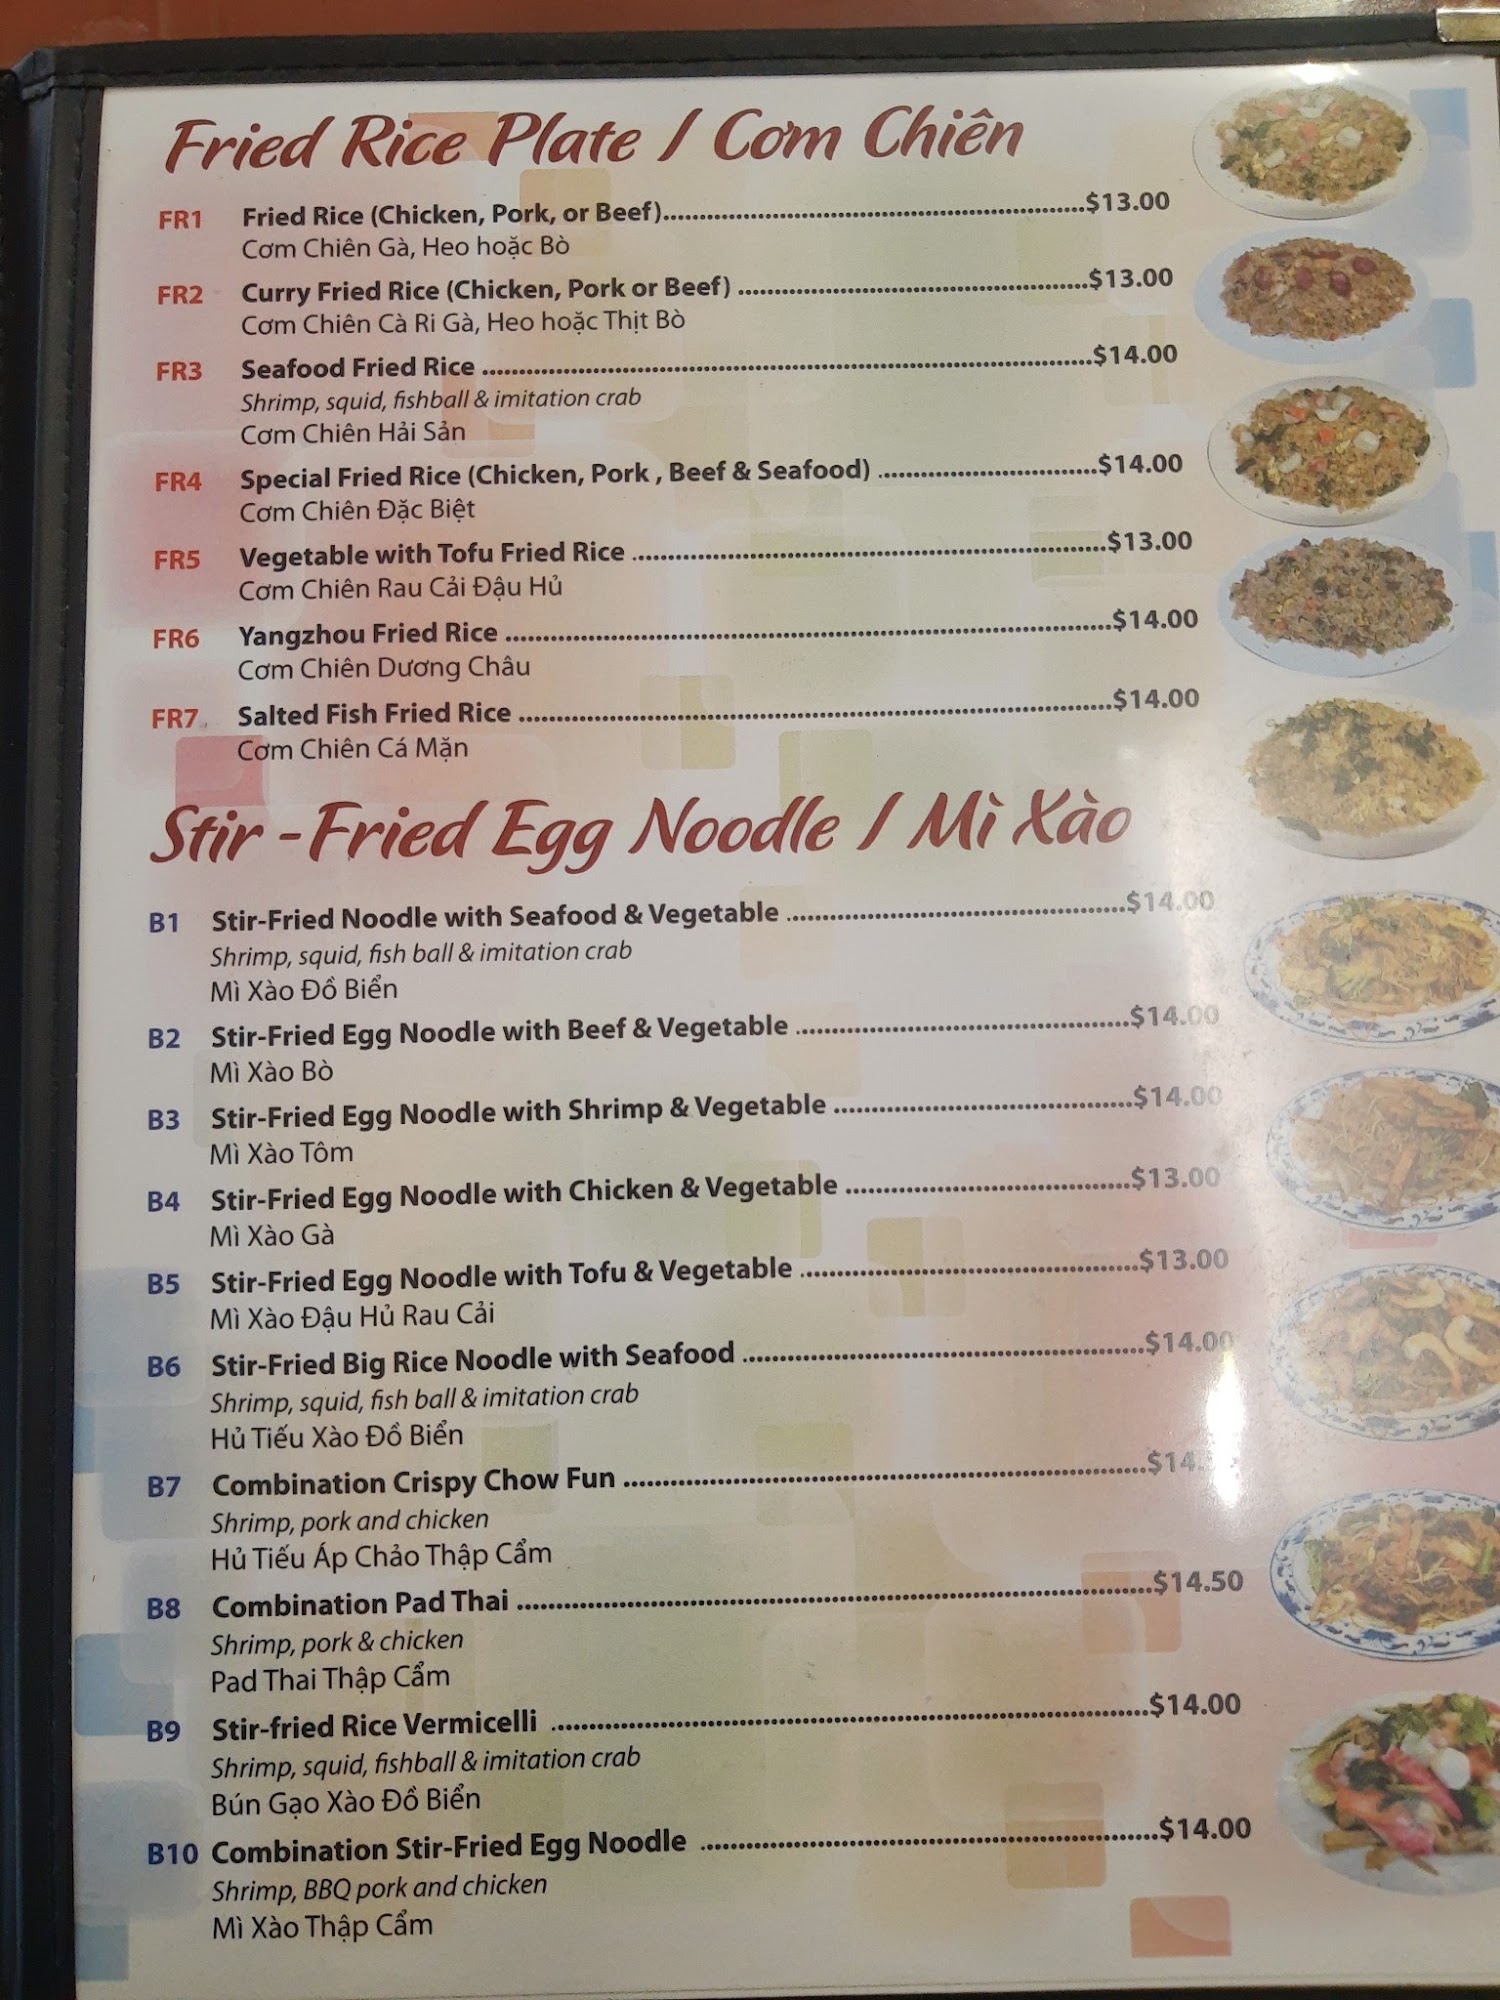 Fried Rice Plate / Cơm Chiên
FR1 Fried Rice (Chicken, Pork, or Beef) $13.00
Cơm Chiên Gà, Heo hoặc Bò
FR2 Curry Fried Rice (Chicken, Pork or Beef) $13.00
Cơm Chiên Cà Ri Gà, Heo hoặc Thịt Bò
FR3 Seafood Fried Rice $14.00
Shrimp, squid, fishball & imitation crab
Cơm Chiên Hải Sản
FR4 Special Fried Rice (Chicken, Pork , Beef & Seafood) $14.00
Cơm Chiên Đặc Biệt
FR5 Vegetable with Tofu Fried Rice $13.00
Cơm Chiên Rau Cải Đậu Hủ
FR6 Yangzhou Fried Rice $14.00
Cơm Chiên Dương Châu
FR7 Salted Fish Fried Rice $14.00
Cơm Chiên Cá Mặn
Stir-Fried Egg Noodle / Mì Xào
B1 Stir-Fried Noodle with Seafood & Vegetable $14.00
Shrimp, squid, fish ball & imitation crab
Mì Xào Đồ Biển
B2 Stir-Fried Egg Noodle with Beef & Vegetable $14.00
Mì Xào Bò
B3 Stir-Fried Egg Noodle with Shrimp & Vegetable $14.00
Mì Xào Tôm
B4 Stir-Fried Egg Noodle with Chicken & Vegetable $13.00
Mì Xào Gà
B5 Stir-Fried Egg Noodle with Tofu & Vegetable $13.00
Mì Xào Đậu Hủ Rau Cải
B6 Stir-Fried Big Rice Noodle with Seafood $14.00
Shrimp, squid, fish ball & imitation crab
Hủ Tiếu Xào Đồ Biển
B7 Combination Crispy Chow Fun
Shrimp, pork and chicken
Hủ Tiếu Áp Chảo Thập Cẩm
B8 Combination Pad Thai $14.50
Shrimp, pork & chicken
Pad Thai Thập Cẩm
B9 Stir-fried Rice Vermicelli $14.00
Shrimp, squid, fishball & imitation crab
Bún Gạo Xào Đồ Biển
B10 Combination Stir-Fried Egg Noodle $14.00
Shrimp, BBQ pork and chicken
Mì Xào Thập Cẩm